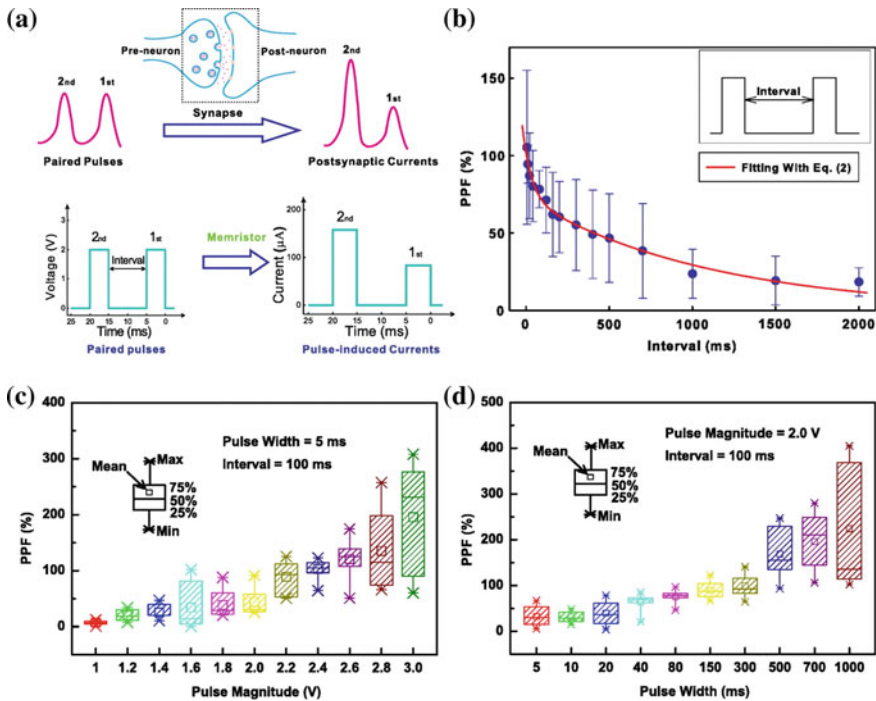 (a)
Pre-neuron
Post-neuron
2nd
1st
Synapse
2nd
1st
Paired Pulses
Postsynaptic Currents
Voltage (V)
3
2
1
0
2nd
1st
Interval
25 20 15 10 5 0
Time (ms)
Paired pulses
Memristor
Current (μA)
200
100
0
2nd
1st
25 20 15 10 5 0
Time (ms)
Pulse-induced Currents
(b)
PPF (%)
150
100
50
0
Interval
Fitting With Eq. (2)
0 500 1000 1500 2000
Interval (ms)
(c)
PPF (%)
400
300
200
100
0
Pulse Width = 5 ms
Interval = 100 ms
Mean
Max
75%
50%
25%
Min
1 1.2 1.4 1.6 1.8 2.0 2.2 2.4 2.6 2.8 3.0
Pulse Magnitude (V)
(d)
PPF (%)
500
400
300
200
100
0
Pulse Magnitude = 2.0 V
Interval = 100 ms
Mean
Max
75%
50%
25%
Min
5 10 20 40 80 150 300 500 700 1000
Pulse Width (ms)